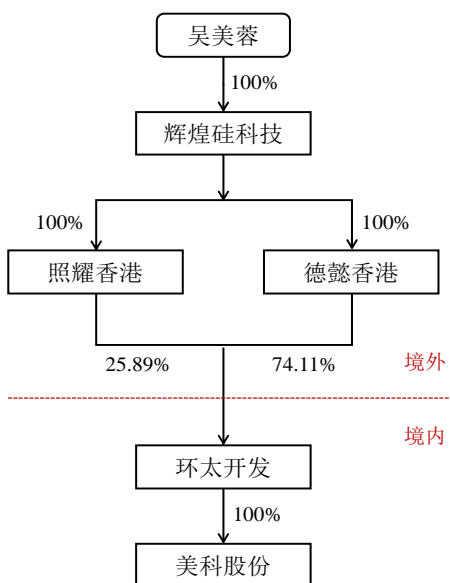 吴美蓉
100%
辉煌硅科技
100%
100%
照耀香港
德懿香港
25.89%
74.11%
境外
境内
环太开发
100%
美科股份